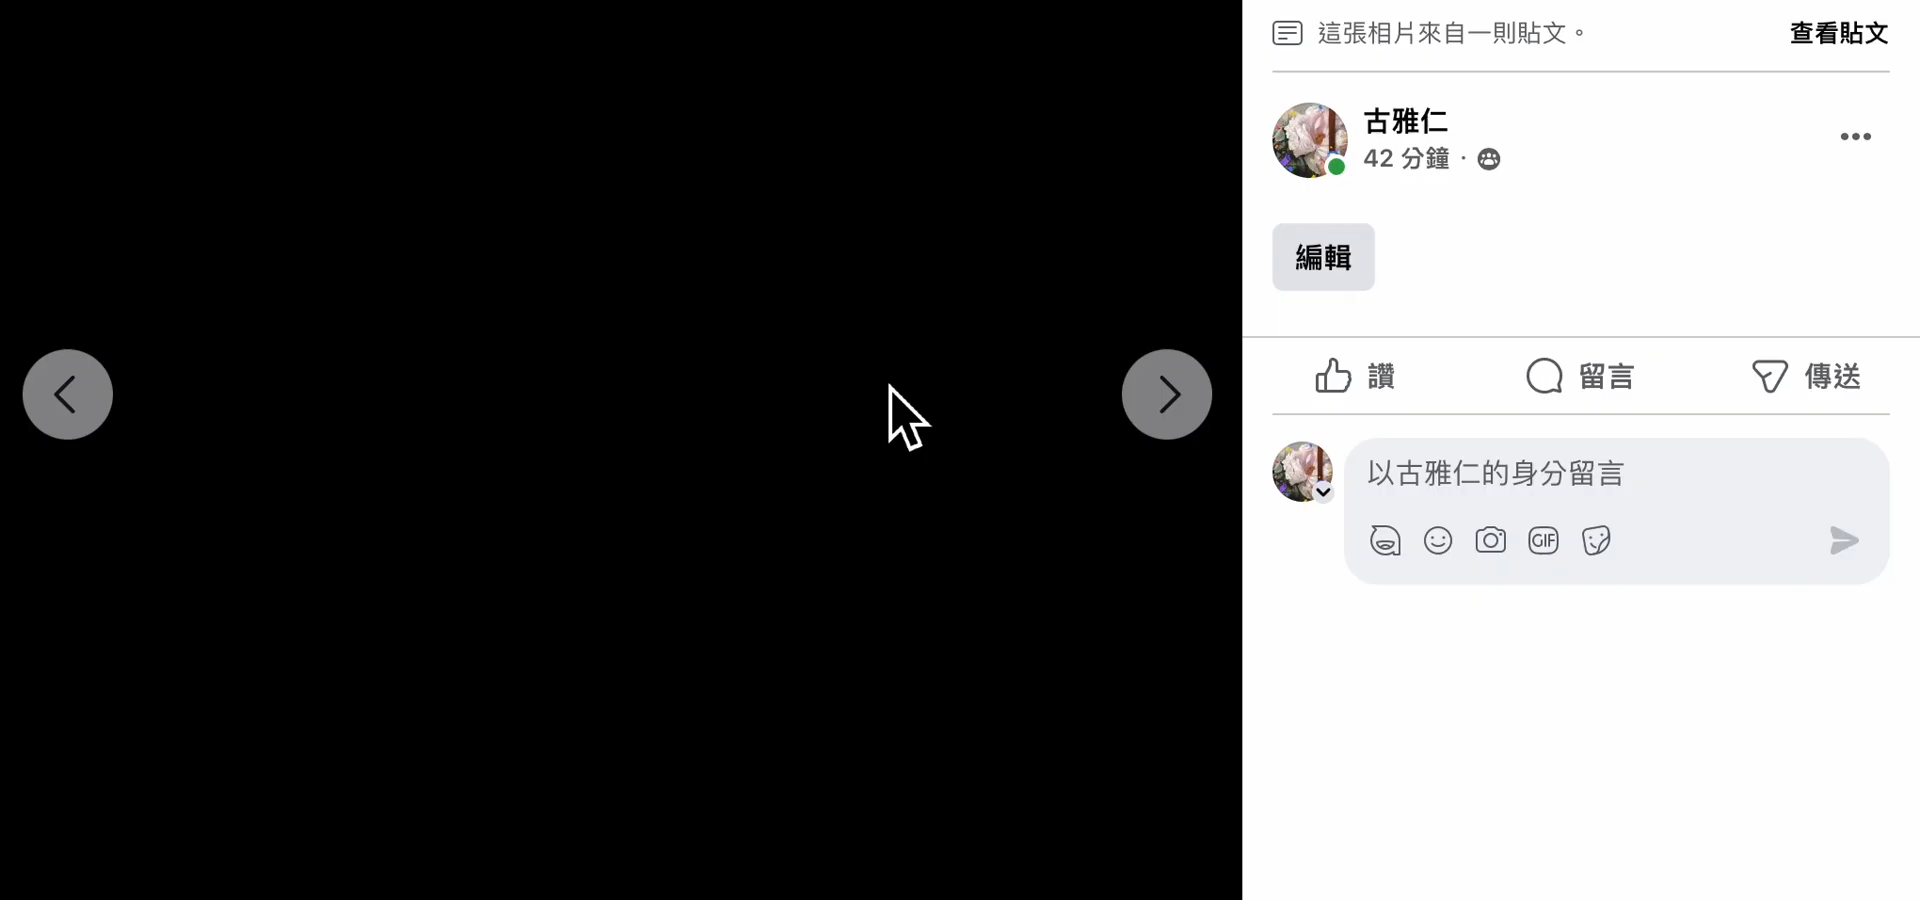 這張相片來自一則貼文。
查看貼文
古雅仁
42 分鐘 ·
編輯
讚
留言
傳送
以古雅仁的身分留言
GIF